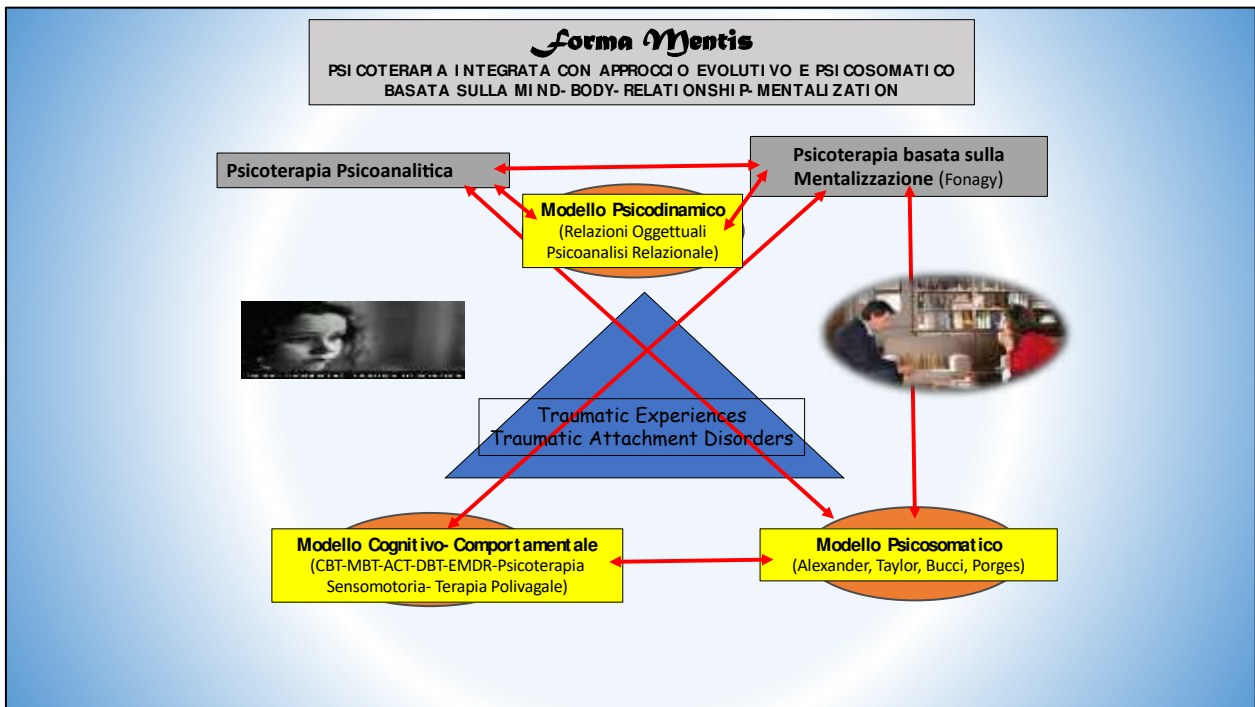 Forma Mentis
PSICOTERAPIA INTEGRATA CON APPROCCIO EVOLUTIVO E PSICOSOMATICO
BASATA SULLA MIND- BODY- RELATIONSHIP- MENTALIZATION
Psicoterapia Psicoanalitica
Psicoterapia basata sulla
Mentalizzazione (Fonagy)
Modello Psicodinamico
(Relazioni Oggettuali
Psicoanalisi Relazionale)
Traumatic Experiences
Traumatic Attachment Disorders
Modello Cognitivo- Comportamentale
(CBT-MBT-ACT-DBT-EMDR-Psicoterapia
Sensomotoria- Terapia Polivagale)
Modello Psicosomatico
(Alexander, Taylor, Bucci, Porges)